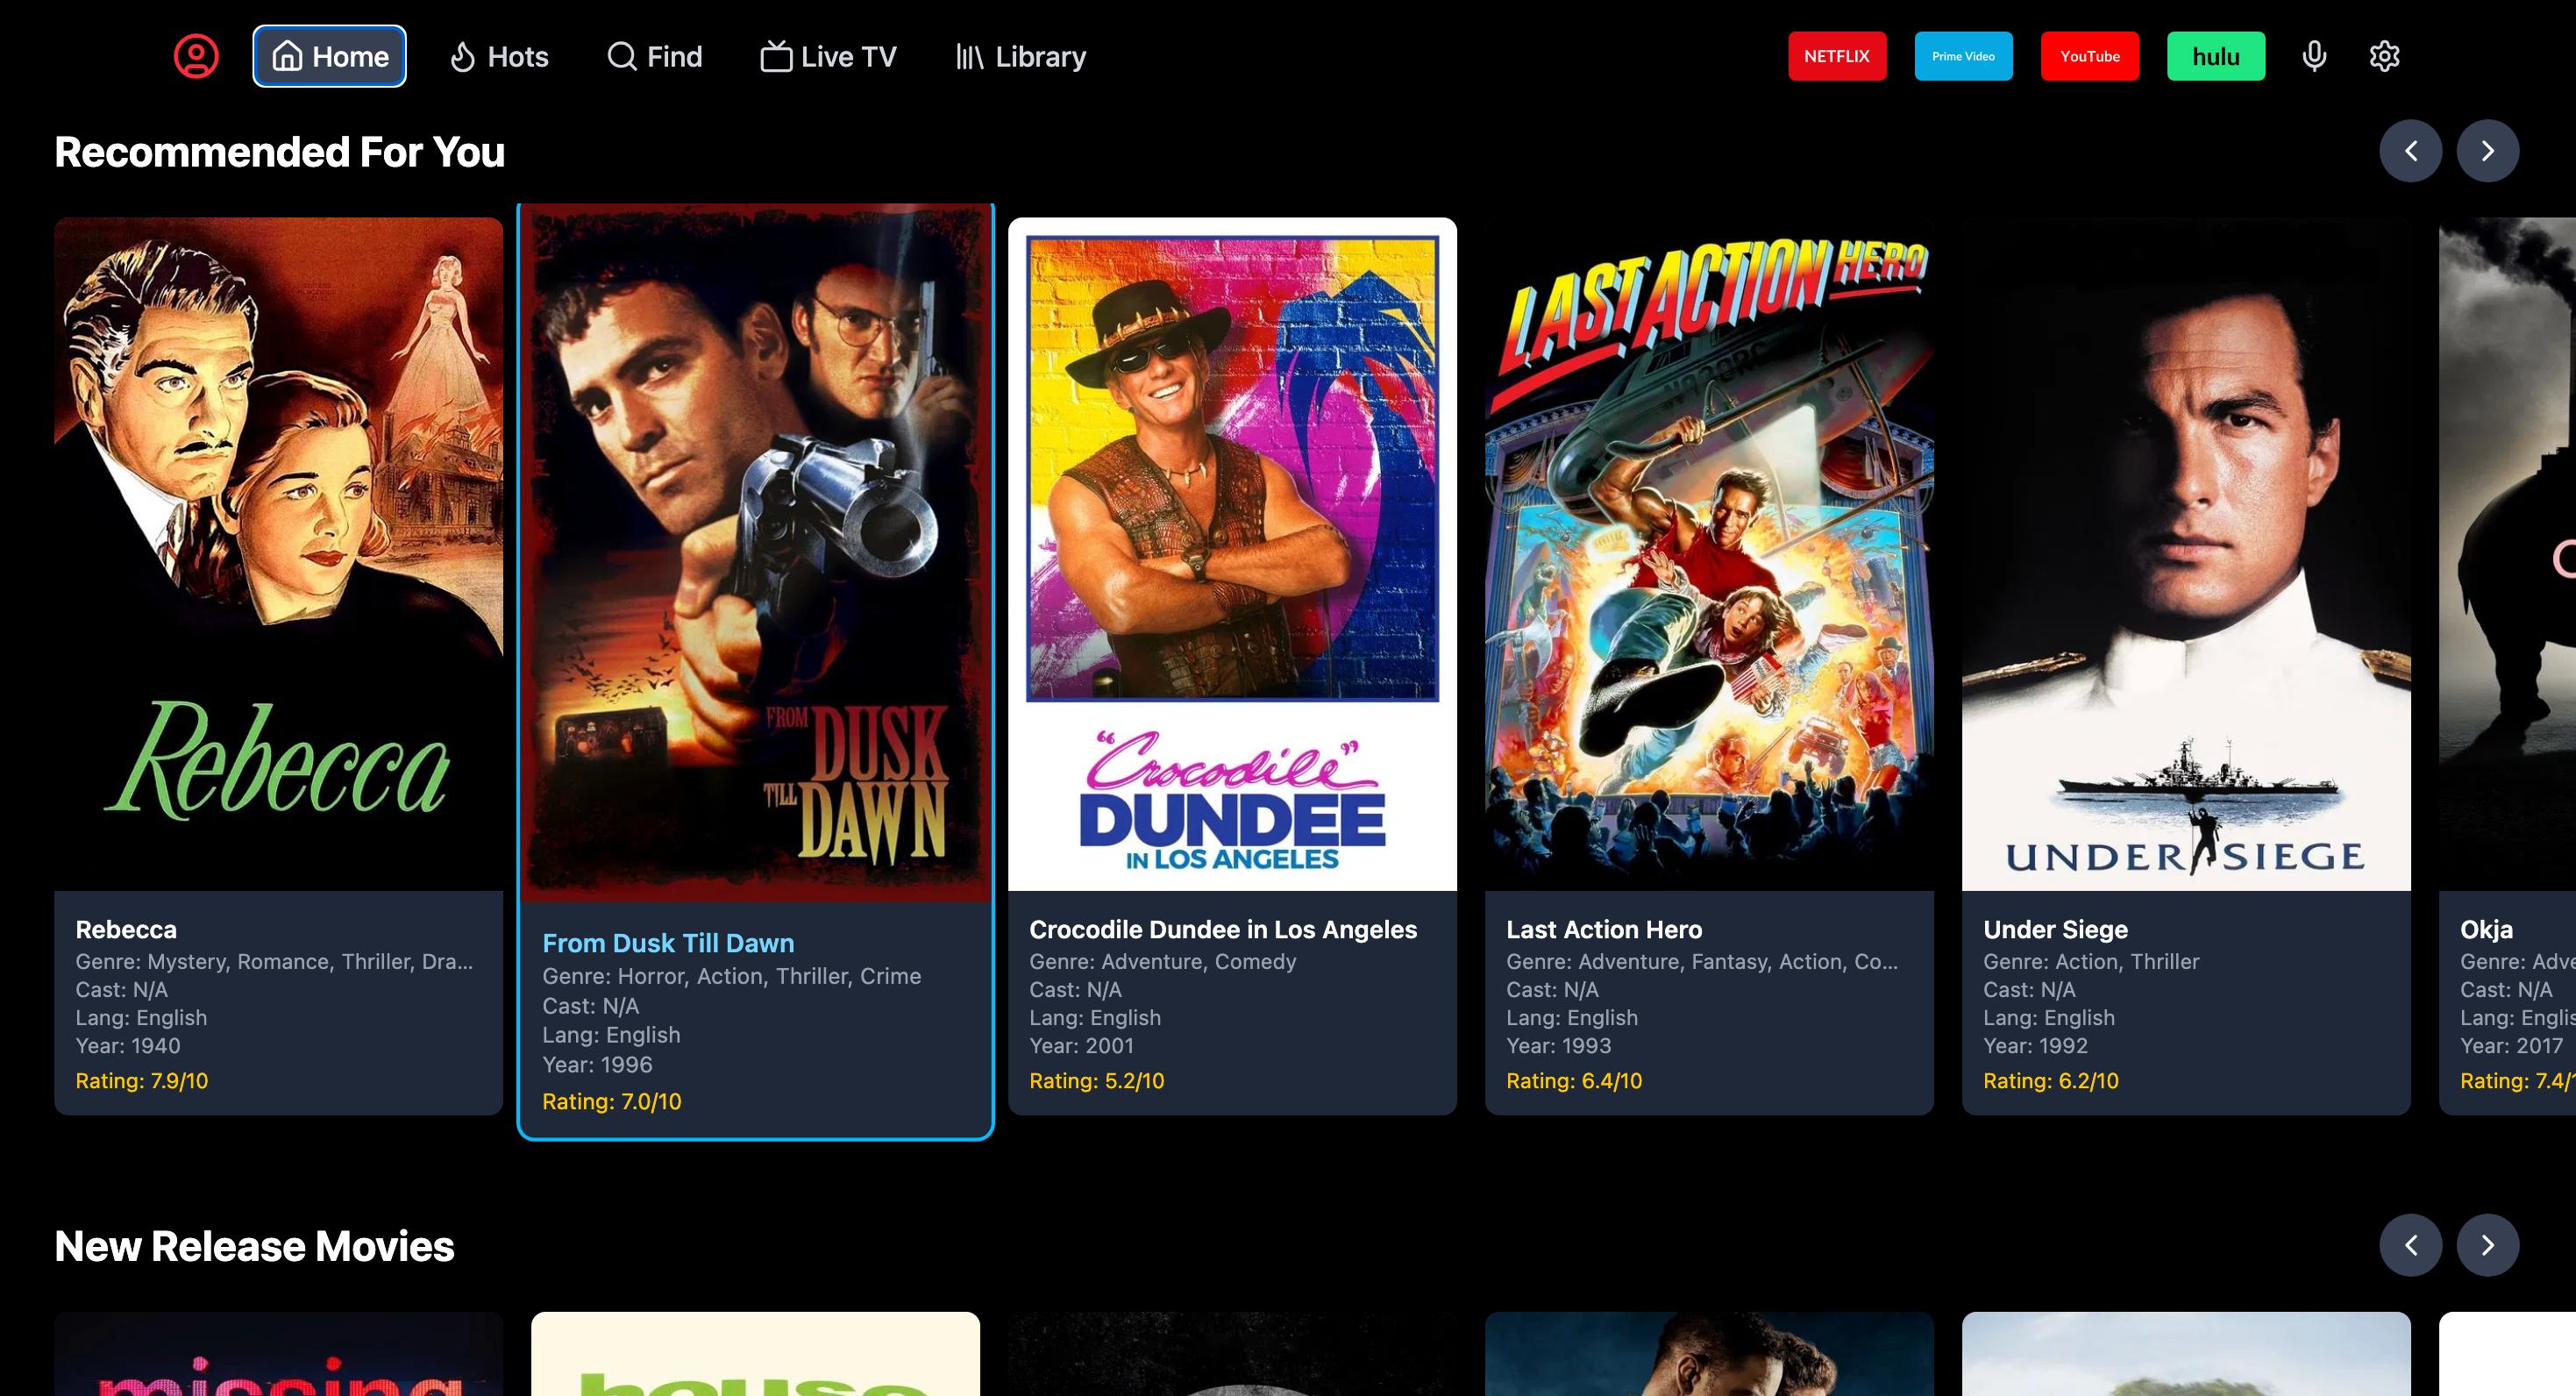 Home
Hots
Find
Live TV
Library
NETFLIX
Prime Video
YouTube
hulu
Recommended For You
Rebecca
FROM DUSK
TILL DAWN
"Crocodile"
DUNDEE
IN LOS ANGELES
LAST ACTION HERO
UNDER SIEGE
Rebecca
Genre: Mystery, Romance, Thriller, Dra...
Cast: N/A
Lang: English
Year: 1940
Rating: 7.9/10
From Dusk Till Dawn
Genre: Horror, Action, Thriller, Crime
Cast: N/A
Lang: English
Year: 1996
Rating: 7.0/10
Crocodile Dundee in Los Angeles
Genre: Adventure, Comedy
Cast: N/A
Lang: English
Year: 2001
Rating: 5.2/10
Last Action Hero
Genre: Adventure, Fantasy, Action, Co...
Cast: N/A
Lang: English
Year: 1993
Rating: 6.4/10
Under Siege
Genre: Action, Thriller
Cast: N/A
Lang: English
Year: 1992
Rating: 6.2/10
Okja
Genre: Adve
Cast: N/A
Lang: Englis
Year: 2017
Rating: 7.4/
New Release Movies
missing
house